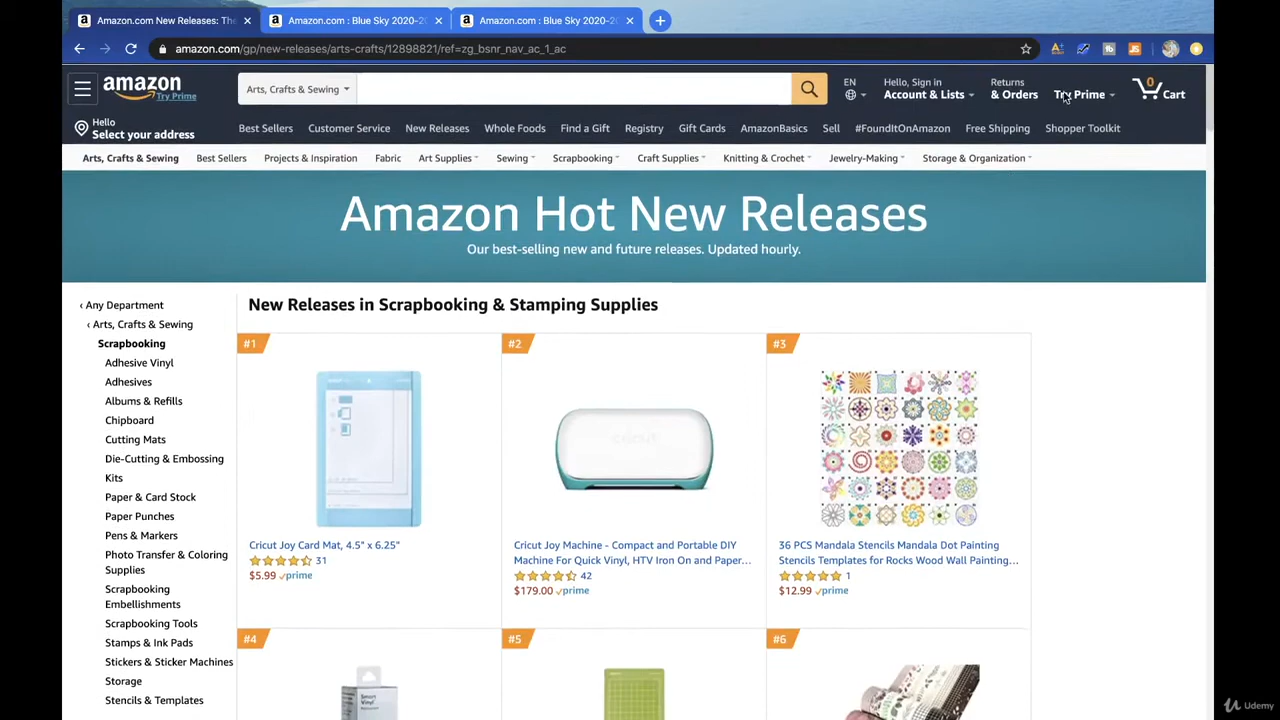 Amazon.com New Releases: The
Amazon.com : Blue Sky 2020-2
Amazon.com : Blue Sky 2020-2
amazon.com/gp/new-releases/arts-crafts/12898821/ref=zg_bsnr_nav_ac_1_ac
amazon
Try Prime
Arts, Crafts & Sewing
EN
Hello, Sign in
Account & Lists
Returns
& Orders
Try Prime
0
Cart
Hello
Select your address
Best Sellers Customer Service New Releases Whole Foods Find a Gift Registry Gift Cards AmazonBasics Sell #FoundItOnAmazon Free Shipping Shopper Toolkit
Arts, Crafts & Sewing Best Sellers Projects & Inspiration Fabric Art Supplies Sewing Scrapbooking Craft Supplies Knitting & Crochet Jewelry-Making Storage & Organization
Amazon Hot New Releases
Our best-selling new and future releases. Updated hourly.
‹ Any Department
‹ Arts, Crafts & Sewing
Scrapbooking
Adhesive Vinyl
Adhesives
Albums & Refills
Chipboard
Cutting Mats
Die-Cutting & Embossing
Kits
Paper & Card Stock
Paper Punches
Pens & Markers
Photo Transfer & Coloring
Supplies
Scrapbooking
Embellishments
Scrapbooking Tools
Stamps & Ink Pads
Stickers & Sticker Machines
Storage
Stencils & Templates
New Releases in Scrapbooking & Stamping Supplies
#1
Cricut Joy Card Mat, 4.5" x 6.25"
31
$5.99 prime
#2
cricut
Cricut Joy Machine - Compact and Portable DIY
Machine For Quick Vinyl, HTV Iron On and Paper…
42
$179.00 prime
#3
36 PCS Mandala Stencils Mandala Dot Painting
Stencils Templates for Rocks Wood Wall Painting…
1
$12.99 prime
#4
Smart
Vinyl
#5
#6
Udemy